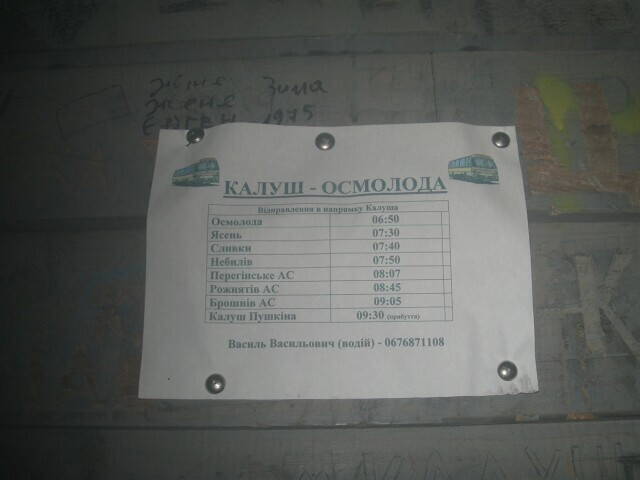 Женя Зима
Женя 1975
КАЛУШ - ОСМОЛОДА
Відправлення в напрямку Калуша
Осмолода 06:50
Ясень 07:30
Сливки 07:40
Небилів 07:50
Перегінське АС 08:07
Рожнятів АС 08:45
Брошнів АС 09:05
Калуш Пушкіна 09:30 (прибуття)
Василь Васильович (водій) - 0676871108
К